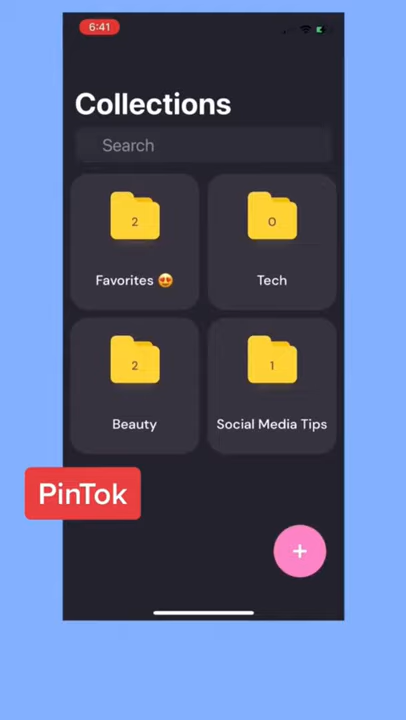 6:41
Collections
Search
2
0
Favorites 😍
Tech
2
1
Beauty
Social Media Tips
PinTok
+